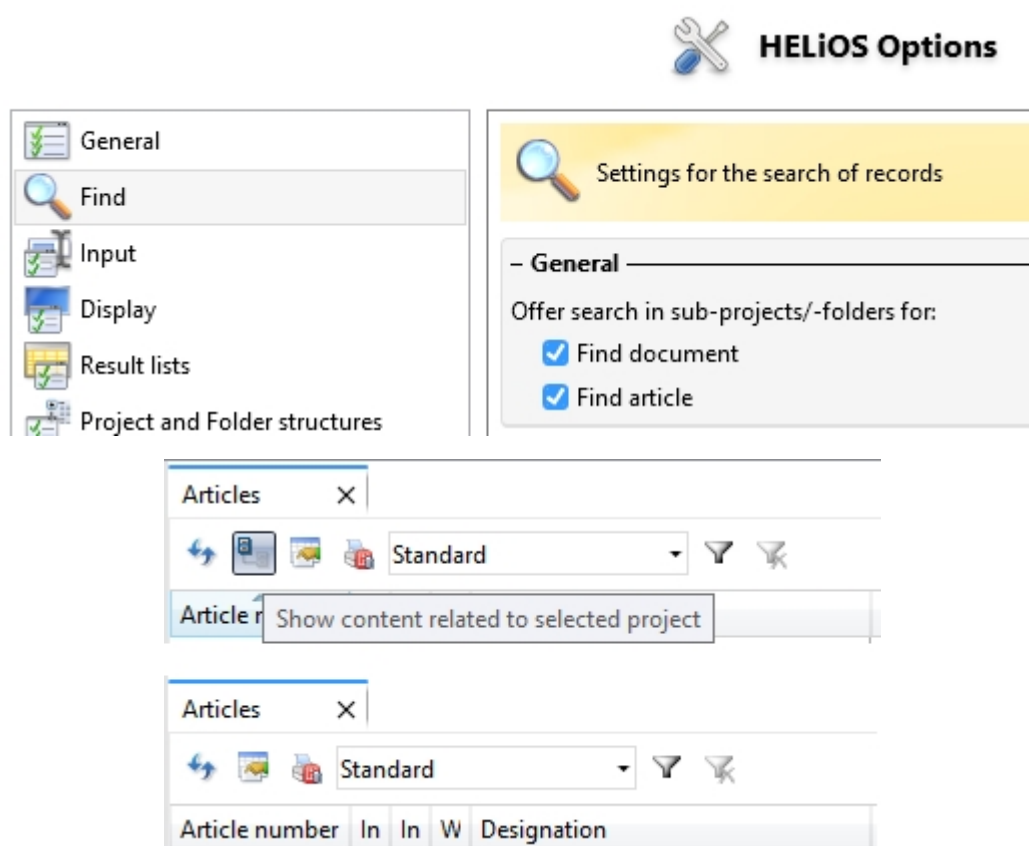 HELiOS Options
General
Find
Input
Display
Result lists
Project and Folder structures
Settings for the search of records
– General
Offer search in sub-projects/-folders for:
Find document
Find article
Articles
Standard
Article r
Show content related to selected project
Articles
Standard
Article number In In W Designation